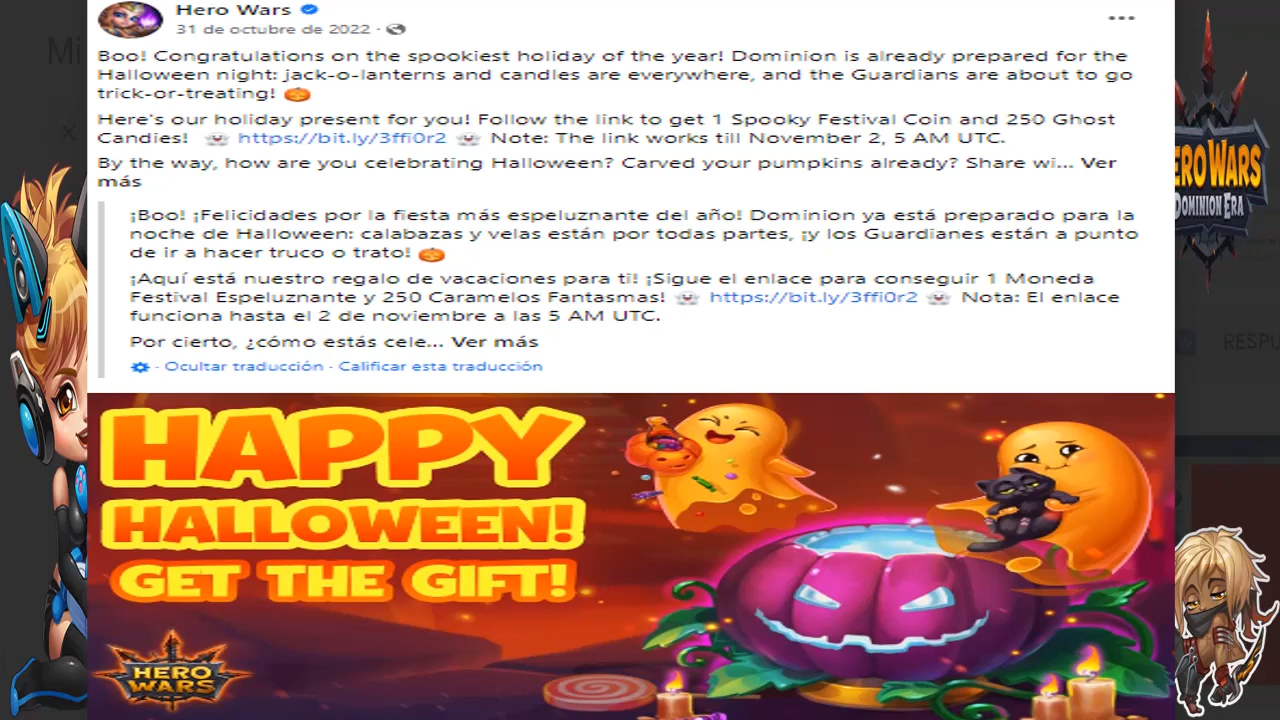 Hero Wars
31 de octubre de 2022
Boo! Congratulations on the spookiest holiday of the year! Dominion is already prepared for the
Halloween night: jack-o-lanterns and candles are everywhere, and the Guardians are about to go
trick-or-treating! 🎃
Here's our holiday present for you! Follow the link to get 1 Spooky Festival Coin and 250 Ghost
Candies! 👻 https://bit.ly/3ffi0r2 👻 Note: The link works till November 2, 5 AM UTC.
By the way, how are you celebrating Halloween? Carved your pumpkins already? Share wi... Ver
más
¡Boo! ¡Felicidades por la fiesta más espeluznante del año! Dominion ya está preparado para la
noche de Halloween: calabazas y velas están por todas partes, ¡y los Guardianes están a punto
de ir a hacer truco o trato! 🎃
¡Aquí está nuestro regalo de vacaciones para ti! ¡Sigue el enlace para conseguir 1 Moneda
Festival Espeluznante y 250 Caramelos Fantasmas! 👻 https://bit.ly/3ffi0r2 👻 Nota: El enlace
funciona hasta el 2 de noviembre a las 5 AM UTC.
Por cierto, ¿cómo estás cele... Ver más
· Ocultar traducción · Calificar esta traducción
HAPPY
HALLOWEEN!
GET THE GIFT!
HERO
WARS
Mi
ERO WARS
DOMINION ERA
RESPU